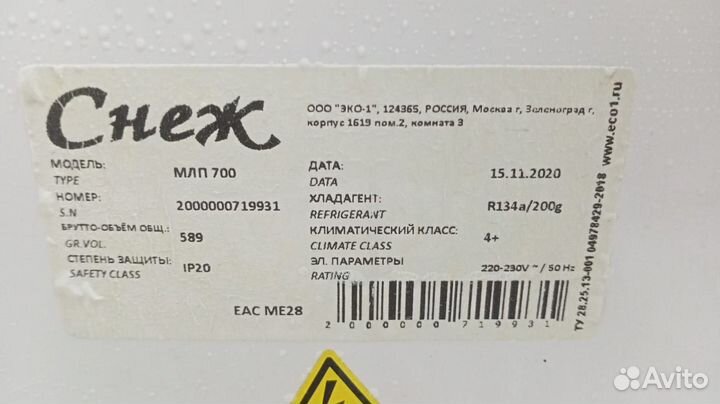 Снеж
ООО "ЭКО-1", 124365, РОССИЯ, Москва г, Зеленоград г,
корпус 1619 пом.2, комната 3
МОДЕЛЬ: МЛП 700
TYPE
НОМЕР: 2000000719931
S.N
БРУТТО-ОБЪЁМ ОБЩ.: 589
GR.VOL.
СТЕПЕНЬ ЗАЩИТЫ: IP20
SAFETY CLASS
ДАТА: 15.11.2020
DATA
ХЛАДАГЕНТ: R134a/200g
REFRIGERANT
КЛИМАТИЧЕСКИЙ КЛАСС: 4+
CLIMATE CLASS
ЭЛ. ПАРАМЕТРЫ
RATING 220-230V ~ / 50 Hz
EAC ME28
2000000719931
ТУ 28.25.13-001 04978429-2018 www.eco1.ru
Avito